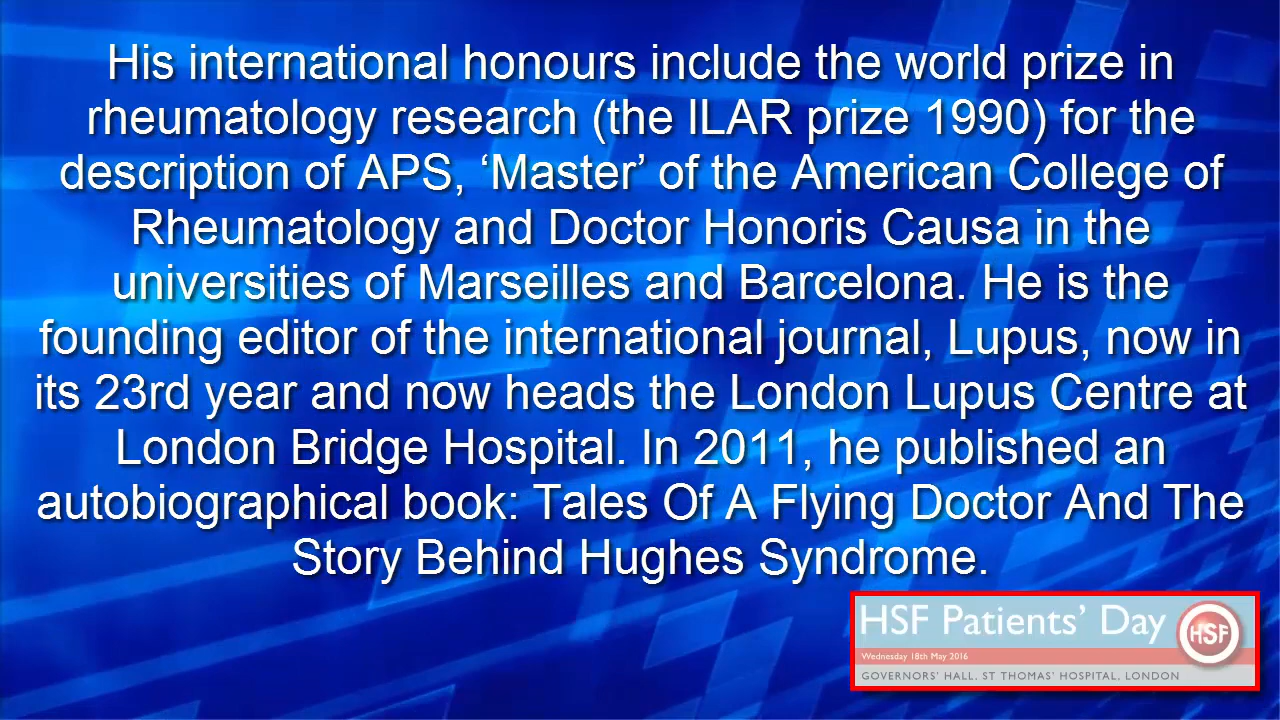 His international honours include the world prize in
rheumatology research (the ILAR prize 1990) for the
description of APS, ‘Master’ of the American College of
Rheumatology and Doctor Honoris Causa in the
universities of Marseilles and Barcelona. He is the
founding editor of the international journal, Lupus, now in
its 23rd year and now heads the London Lupus Centre at
London Bridge Hospital. In 2011, he published an
autobiographical book: Tales Of A Flying Doctor And The
Story Behind Hughes Syndrome.
HSF Patients’ Day
HSF
Wednesday 18th May 2016
GOVERNORS’ HALL, ST THOMAS’ HOSPITAL, LONDON